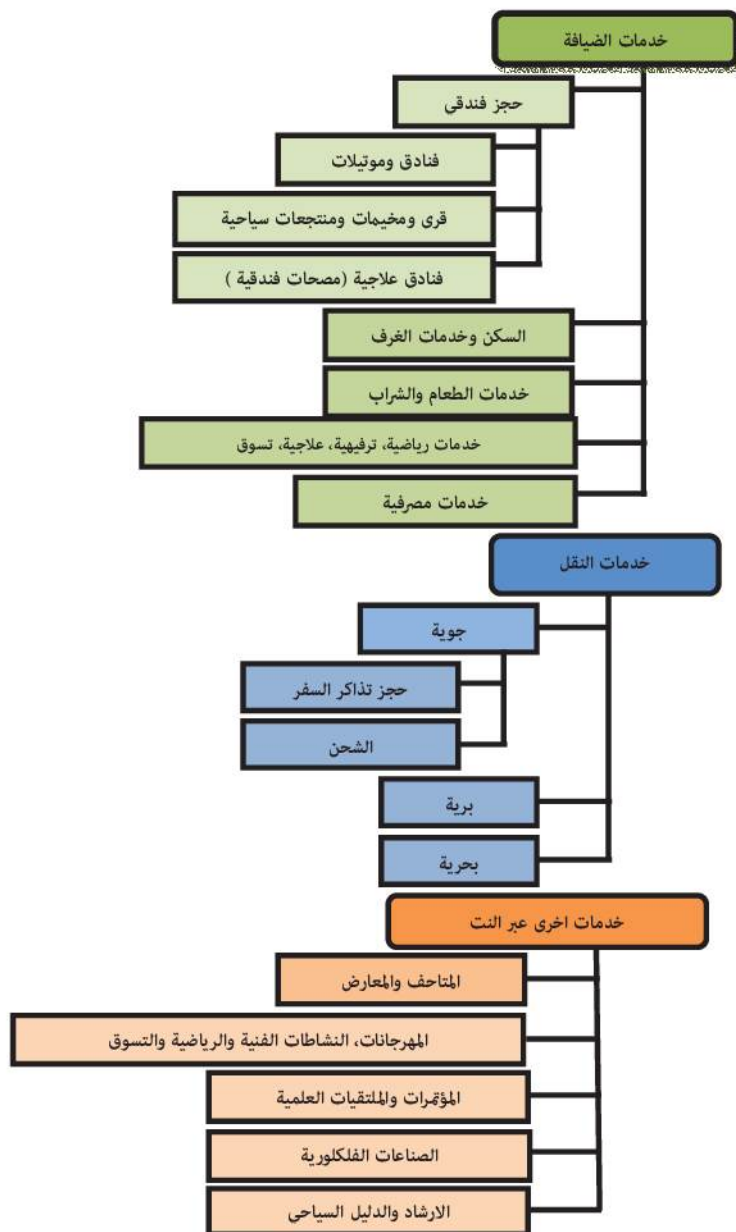 خدمات الضيافة
حجز فندقي
فنادق وموتيلات
قرى ومخيمات ومنتجعات سياحية
فنادق علاجية (مصحات فندقية )
السكن وخدمات الغرف
خدمات الطعام والشراب
خدمات رياضية، ترفيهية، علاجية، تسوق
خدمات مصرفية
خدمات النقل
جوية
حجز تذاكر السفر
الشحن
برية
بحرية
خدمات اخرى عبر النت
المتاحف والمعارض
المهرجانات، النشاطات الفنية والرياضية والتسوق
المؤتمرات والملتقيات العلمية
الصناعات الفلكلورية
الارشاد والدليل السياحي